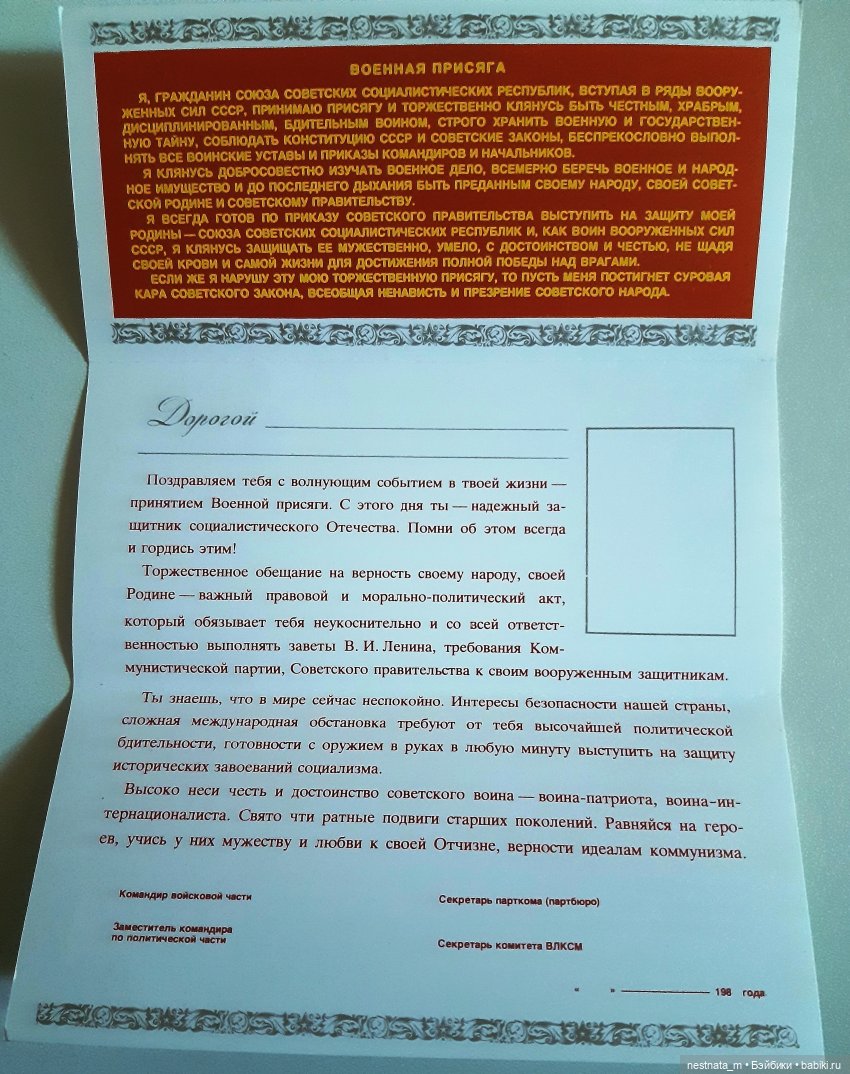 ВОЕННАЯ ПРИСЯГА
Я, ГРАЖДАНИН СОЮЗА СОВЕТСКИХ СОЦИАЛИСТИЧЕСКИХ РЕСПУБЛИК, ВСТУПАЯ В РЯДЫ ВООРУ-
ЖЕННЫХ СИЛ СССР, ПРИНИМАЮ ПРИСЯГУ И ТОРЖЕСТВЕННО КЛЯНУСЬ БЫТЬ ЧЕСТНЫМ, ХРАБРЫМ,
ДИСЦИПЛИНИРОВАННЫМ, БДИТЕЛЬНЫМ ВОИНОМ, СТРОГО ХРАНИТЬ ВОЕННУЮ И ГОСУДАРСТВЕН-
НУЮ ТАЙНУ, СОБЛЮДАТЬ КОНСТИТУЦИЮ СССР И СОВЕТСКИЕ ЗАКОНЫ, БЕСПРЕКОСЛОВНО ВЫПОЛ-
НЯТЬ ВСЕ ВОИНСКИЕ УСТАВЫ И ПРИКАЗЫ КОМАНДИРОВ И НАЧАЛЬНИКОВ.
Я КЛЯНУСЬ ДОБРОСОВЕСТНО ИЗУЧАТЬ ВОЕННОЕ ДЕЛО, ВСЕМЕРНО БЕРЕЧЬ ВОЕННОЕ И НАРОД-
НОЕ ИМУЩЕСТВО И ДО ПОСЛЕДНЕГО ДЫХАНИЯ БЫТЬ ПРЕДАННЫМ СВОЕМУ НАРОДУ, СВОЕЙ СОВЕТ-
СКОЙ РОДИНЕ И СОВЕТСКОМУ ПРАВИТЕЛЬСТВУ.
Я ВСЕГДА ГОТОВ ПО ПРИКАЗУ СОВЕТСКОГО ПРАВИТЕЛЬСТВА ВЫСТУПИТЬ НА ЗАЩИТУ МОЕЙ
РОДИНЫ — СОЮЗА СОВЕТСКИХ СОЦИАЛИСТИЧЕСКИХ РЕСПУБЛИК И, КАК ВОИН ВООРУЖЕННЫХ СИЛ
СССР, Я КЛЯНУСЬ ЗАЩИЩАТЬ ЕЕ МУЖЕСТВЕННО, УМЕЛО, С ДОСТОИНСТВОМ И ЧЕСТЬЮ, НЕ ЩАДЯ
СВОЕЙ КРОВИ И САМОЙ ЖИЗНИ ДЛЯ ДОСТИЖЕНИЯ ПОЛНОЙ ПОБЕДЫ НАД ВРАГАМИ.
ЕСЛИ ЖЕ Я НАРУШУ ЭТУ МОЮ ТОРЖЕСТВЕННУЮ ПРИСЯГУ, ТО ПУСТЬ МЕНЯ ПОСТИГНЕТ СУРОВАЯ
КАРА СОВЕТСКОГО ЗАКОНА, ВСЕОБЩАЯ НЕНАВИСТЬ И ПРЕЗРЕНИЕ СОВЕТСКОГО НАРОДА.
Дорогой
Поздравляем тебя с волнующим событием в твоей жизни —
принятием Военной присяги. С этого дня ты — надежный за-
щитник социалистического Отечества. Помни об этом всегда
и гордись этим!
Торжественное обещание на верность своему народу, своей
Родине — важный правовой и морально-политический акт,
который обязывает тебя неукоснительно и со всей ответст-
венностью выполнять заветы В. И. Ленина, требования Ком-
мунистической партии, Советского правительства к своим вооруженным защитникам.
Ты знаешь, что в мире сейчас неспокойно. Интересы безопасности нашей страны,
сложная международная обстановка требуют от тебя высочайшей политической
бдительности, готовности с оружием в руках в любую минуту выступить на защиту
исторических завоеваний социализма.
Высоко неси честь и достоинство советского воина — воина-патриота, воина-ин-
тернационалиста. Свято чти ратные подвиги старших поколений. Равняйся на геро-
ев, учись у них мужеству и любви к своей Отчизне, верности идеалам коммунизма.
Командир войсковой части
Секретарь парткома (партбюро)
Заместитель командира
по политической части
Секретарь комитета ВЛКСМ
« » 198 года
nestnata_m • Бэйбики • babiki.ru